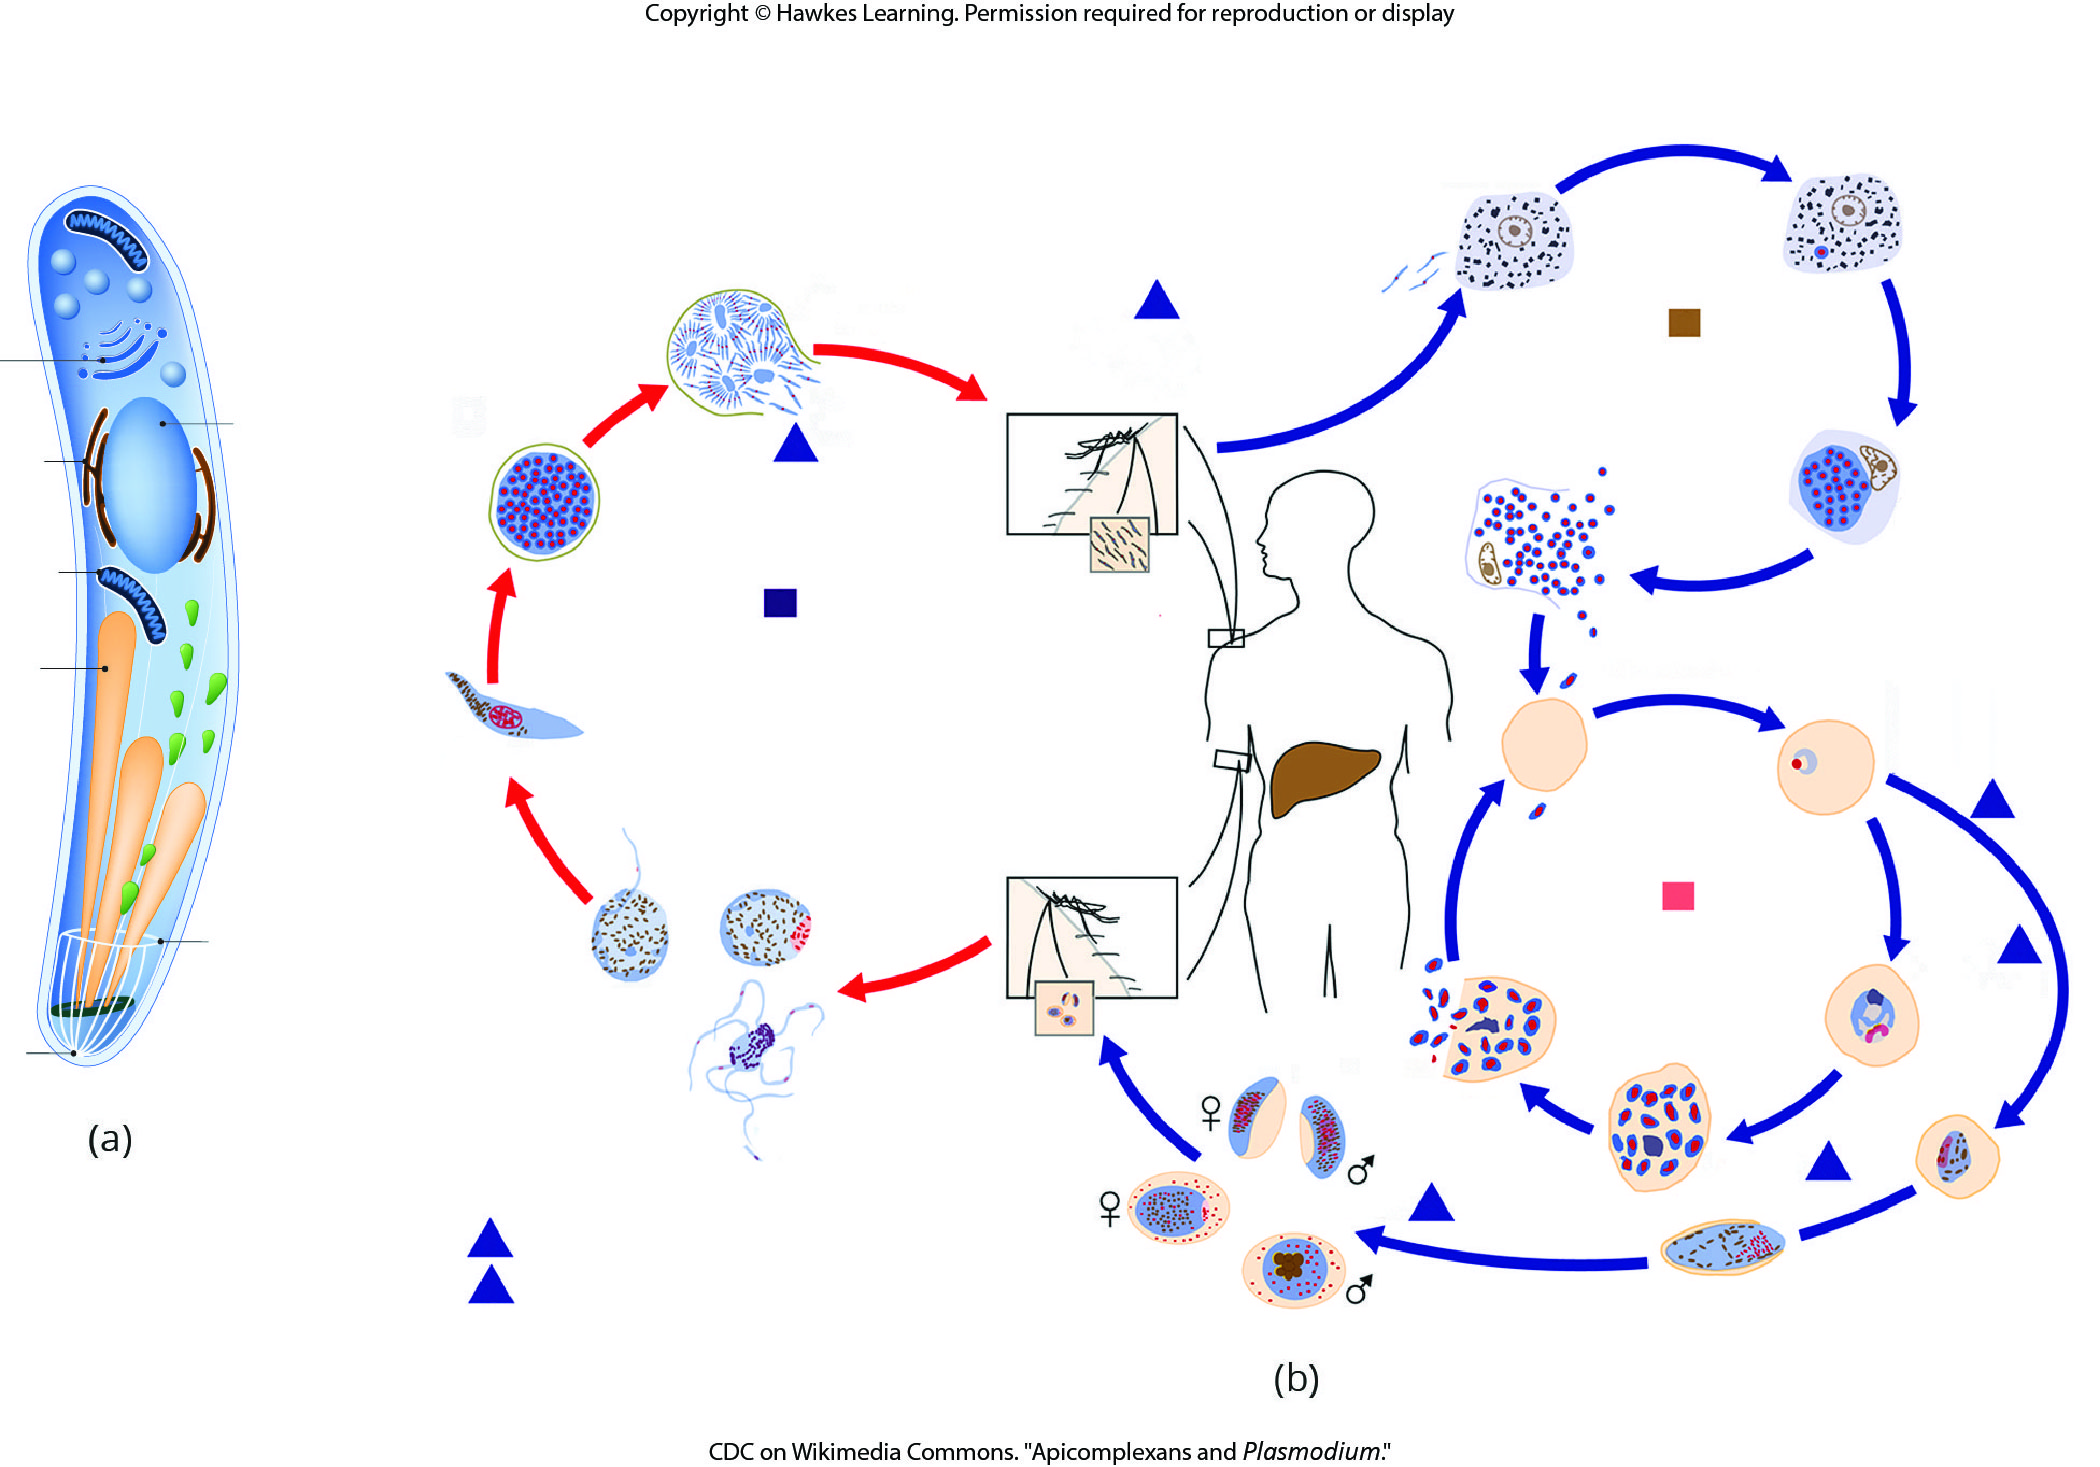 Copyright © Hawkes Learning. Permission required for reproduction or display
(a)
♀
♂
♀
♂
(b)
CDC on Wikimedia Commons. "Apicomplexans and Plasmodium."